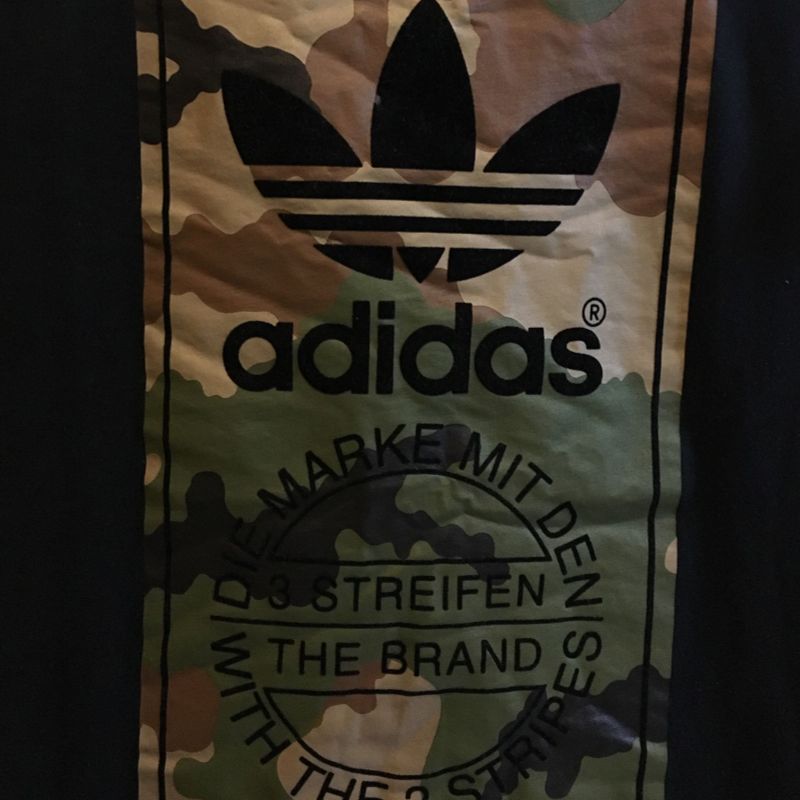 adidas®
DIE MARKE MIT DEN
3 STREIFEN
THE BRAND
WITH THE 3 STRIPES